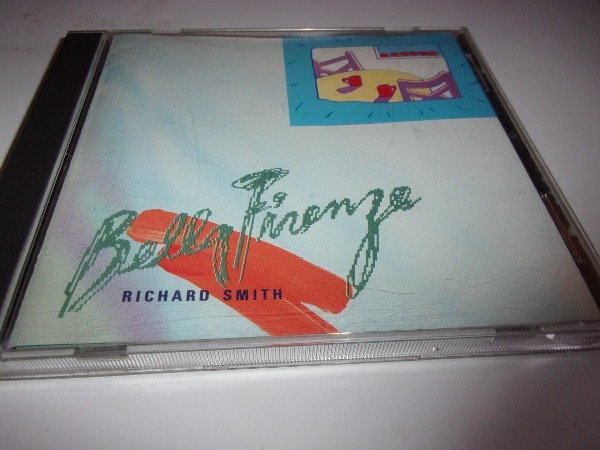 Bella Firenze
RICHARD SMITH